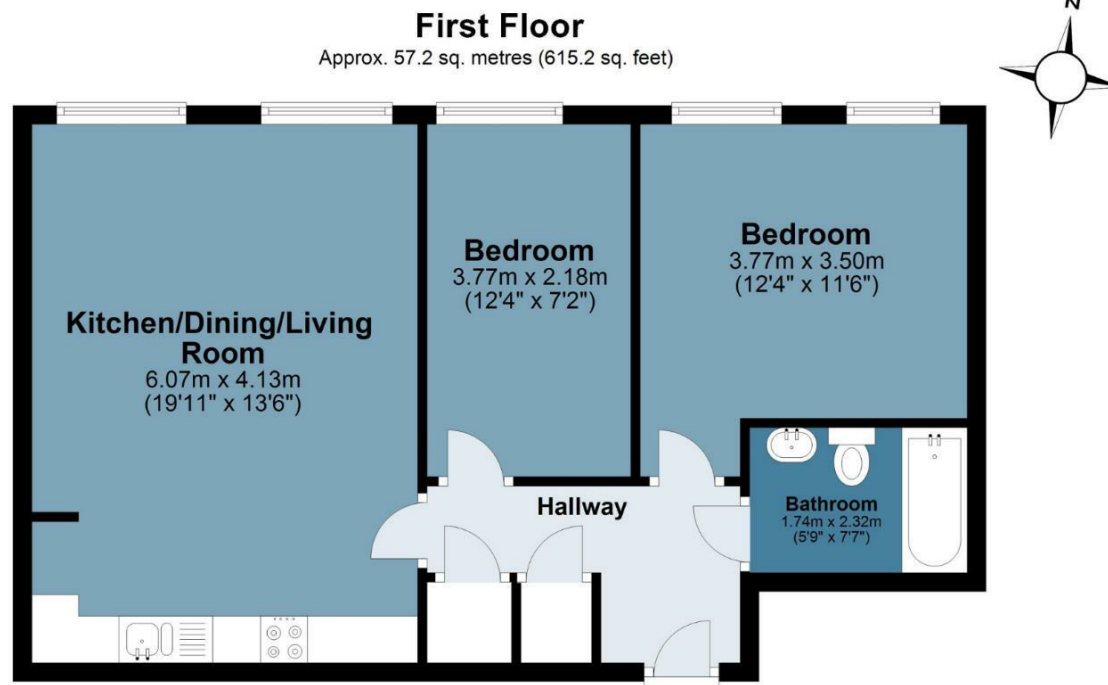 First Floor
Approx. 57.2 sq. metres (615.2 sq. feet)
N
Kitchen/Dining/Living
Room
6.07m x 4.13m
(19'11" x 13'6")
Bedroom
3.77m x 2.18m
(12'4" x 7'2")
Bedroom
3.77m x 3.50m
(12'4" x 11'6")
Hallway
Bathroom
1.74m x 2.32m
(5'9" x 7'7")